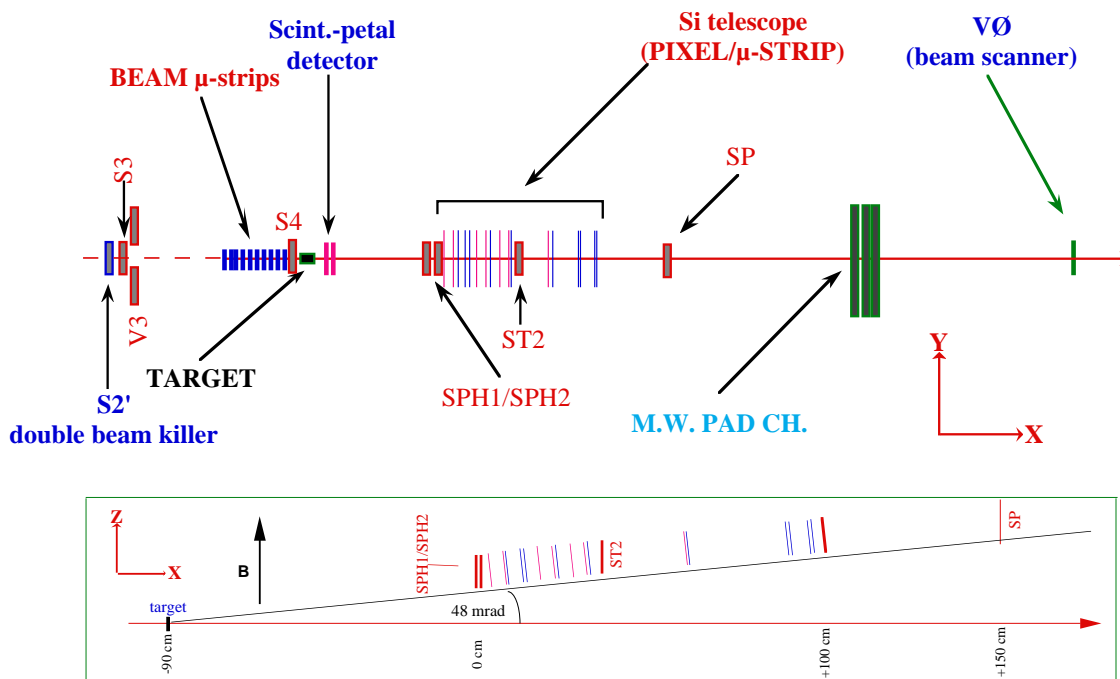 Scint.-petal
detector
Si telescope
(PIXEL/µ-STRIP)
VØ
(beam scanner)
BEAM µ-strips
SP
S3
S4
V3
ST2
TARGET
SPH1/SPH2
S2'
double beam killer
M.W. PAD CH.
Y
X
Z
X
B
SPH1/SPH2
ST2
SP
target
48 mrad
-90 cm
0 cm
+100 cm
+150 cm